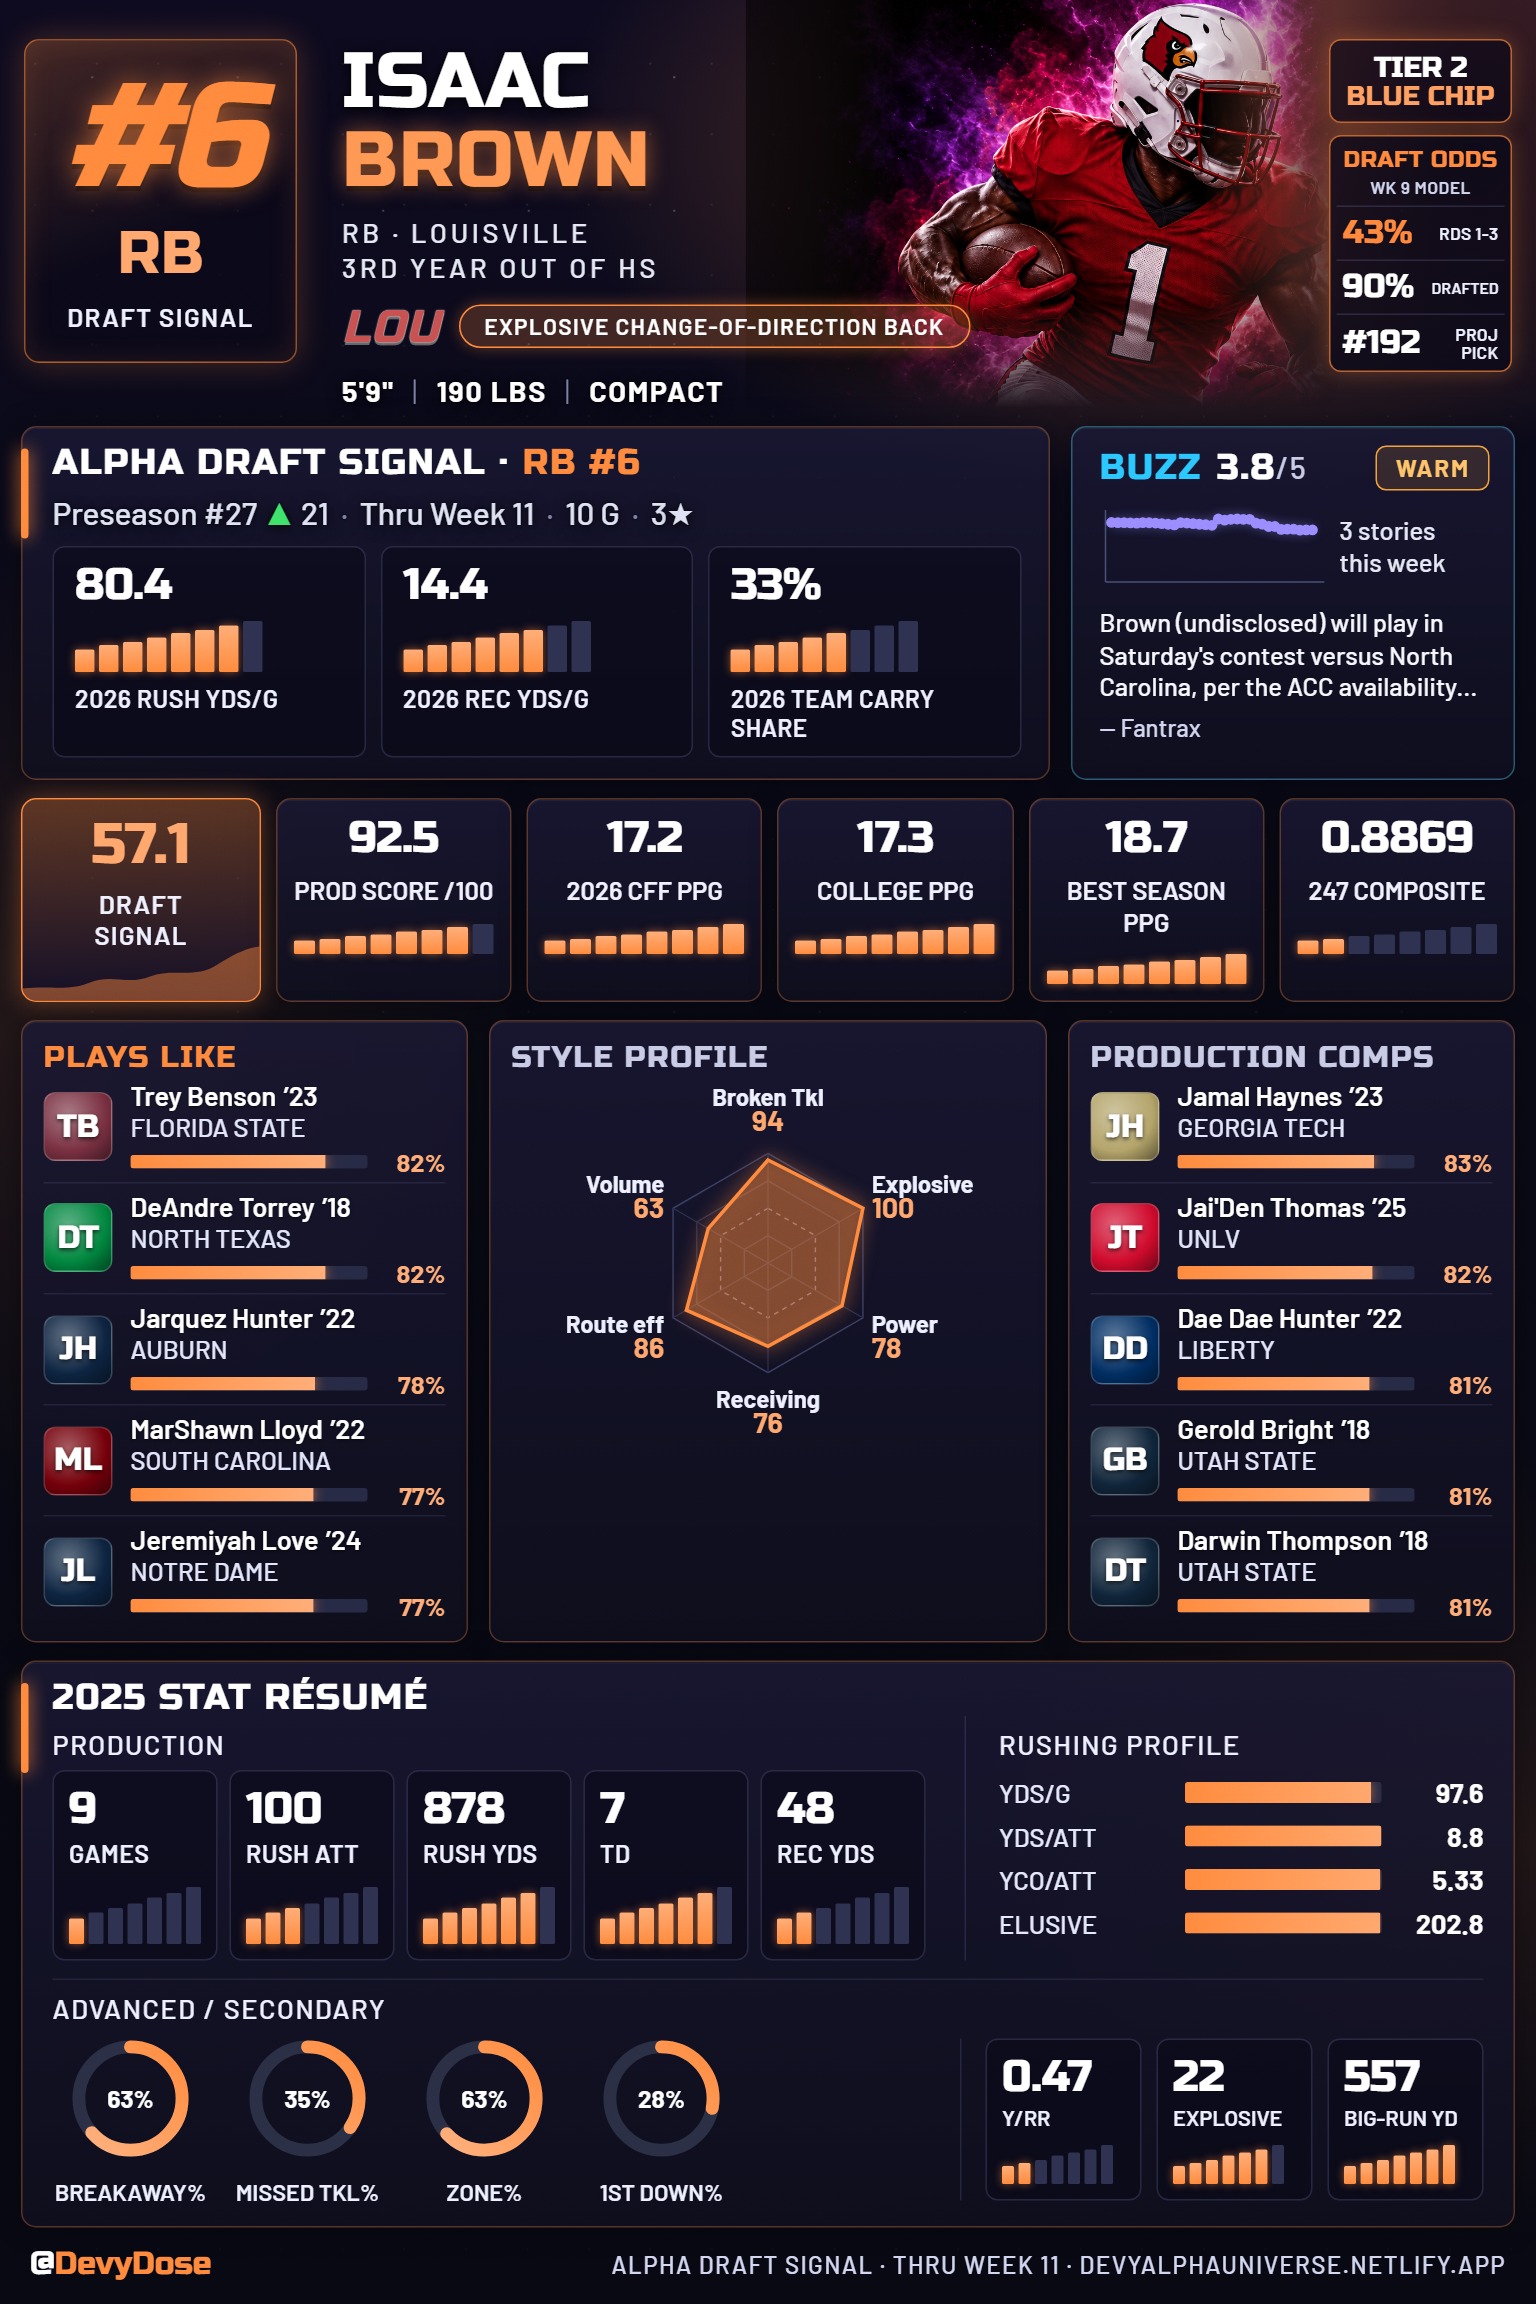 #6
RB
DRAFT SIGNAL
ISAAC
BROWN
RB · LOUISVILLE
3RD YEAR OUT OF HS
LOU
EXPLOSIVE CHANGE-OF-DIRECTION BACK
5'9" | 190 LBS | COMPACT
1
TIER 2
BLUE CHIP
DRAFT ODDS
WK 9 MODEL
43% RDS 1-3
90% DRAFTED
#192 PROJ
PICK
ALPHA DRAFT SIGNAL · RB #6
Preseason #27 ▲ 21 · Thru Week 11 · 10 G · 3★
80.4
2026 RUSH YDS/G
14.4
2026 REC YDS/G
33%
2026 TEAM CARRY
SHARE
BUZZ 3.8/5
WARM
3 stories
this week
Brown (undisclosed) will play in
Saturday's contest versus North
Carolina, per the ACC availability...
— Fantrax
57.1
DRAFT
SIGNAL
92.5
PROD SCORE /100
17.2
2026 CFF PPG
17.3
COLLEGE PPG
18.7
BEST SEASON
PPG
0.8869
247 COMPOSITE
PLAYS LIKE
TB
Trey Benson ’23
FLORIDA STATE
82%
DT
DeAndre Torrey ’18
NORTH TEXAS
82%
JH
Jarquez Hunter ’22
AUBURN
78%
ML
MarShawn Lloyd ’22
SOUTH CAROLINA
77%
JL
Jeremiyah Love ’24
NOTRE DAME
77%
STYLE PROFILE
Broken Tkl
94
Explosive
100
Power
78
Receiving
76
Route eff
86
Volume
63
PRODUCTION COMPS
JH
Jamal Haynes ’23
GEORGIA TECH
83%
JT
Jai'Den Thomas ’25
UNLV
82%
DD
Dae Dae Hunter ’22
LIBERTY
81%
GB
Gerold Bright ’18
UTAH STATE
81%
DT
Darwin Thompson ’18
UTAH STATE
81%
2025 STAT RÉSUMÉ
PRODUCTION
9
GAMES
100
RUSH ATT
878
RUSH YDS
7
TD
48
REC YDS
RUSHING PROFILE
YDS/G 97.6
YDS/ATT 8.8
YCO/ATT 5.33
ELUSIVE 202.8
ADVANCED / SECONDARY
63%
BREAKAWAY%
35%
MISSED TKL%
63%
ZONE%
28%
1ST DOWN%
0.47
Y/RR
22
EXPLOSIVE
557
BIG-RUN YD
@DevyDose
ALPHA DRAFT SIGNAL · THRU WEEK 11 · DEVYALPHAUNIVERSE.NETLIFY.APP